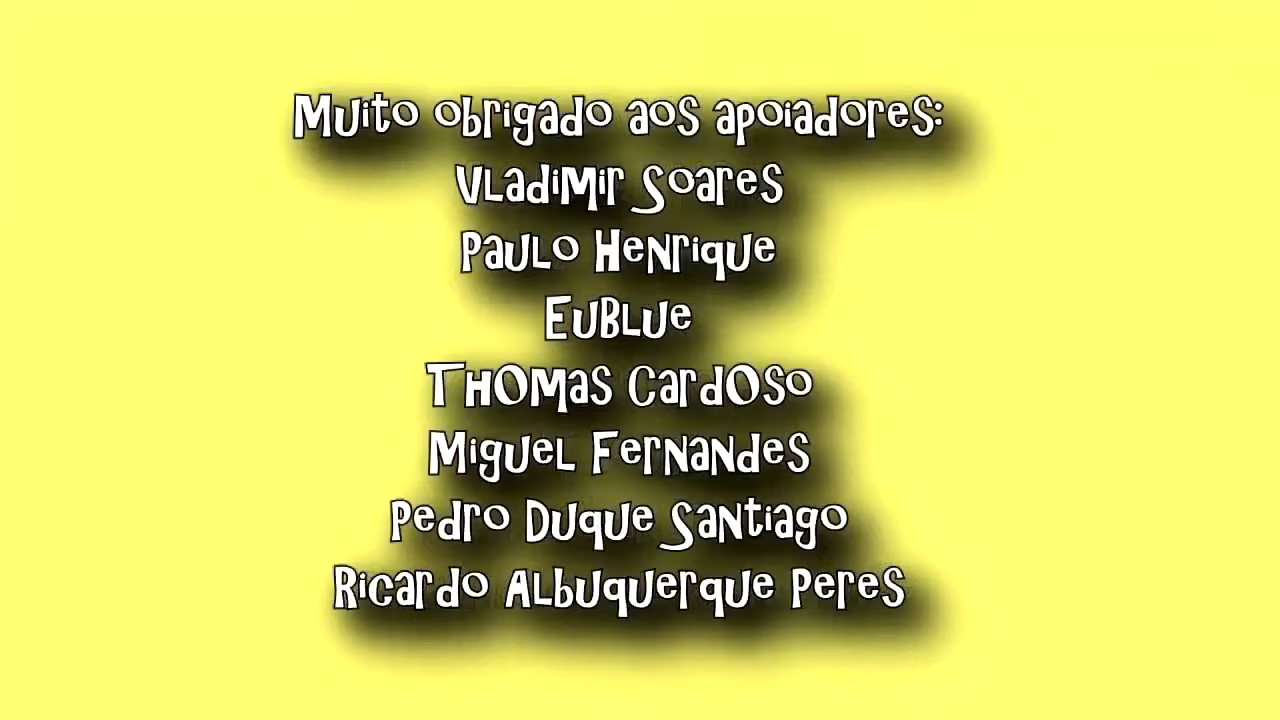 Muito obrigado aos apoiadores:
Vladimir Soares
Paulo Henrique
EuBlue
Thomas Cardoso
Miguel Fernandes
Pedro Duque Santiago
Ricardo Albuquerque Peres